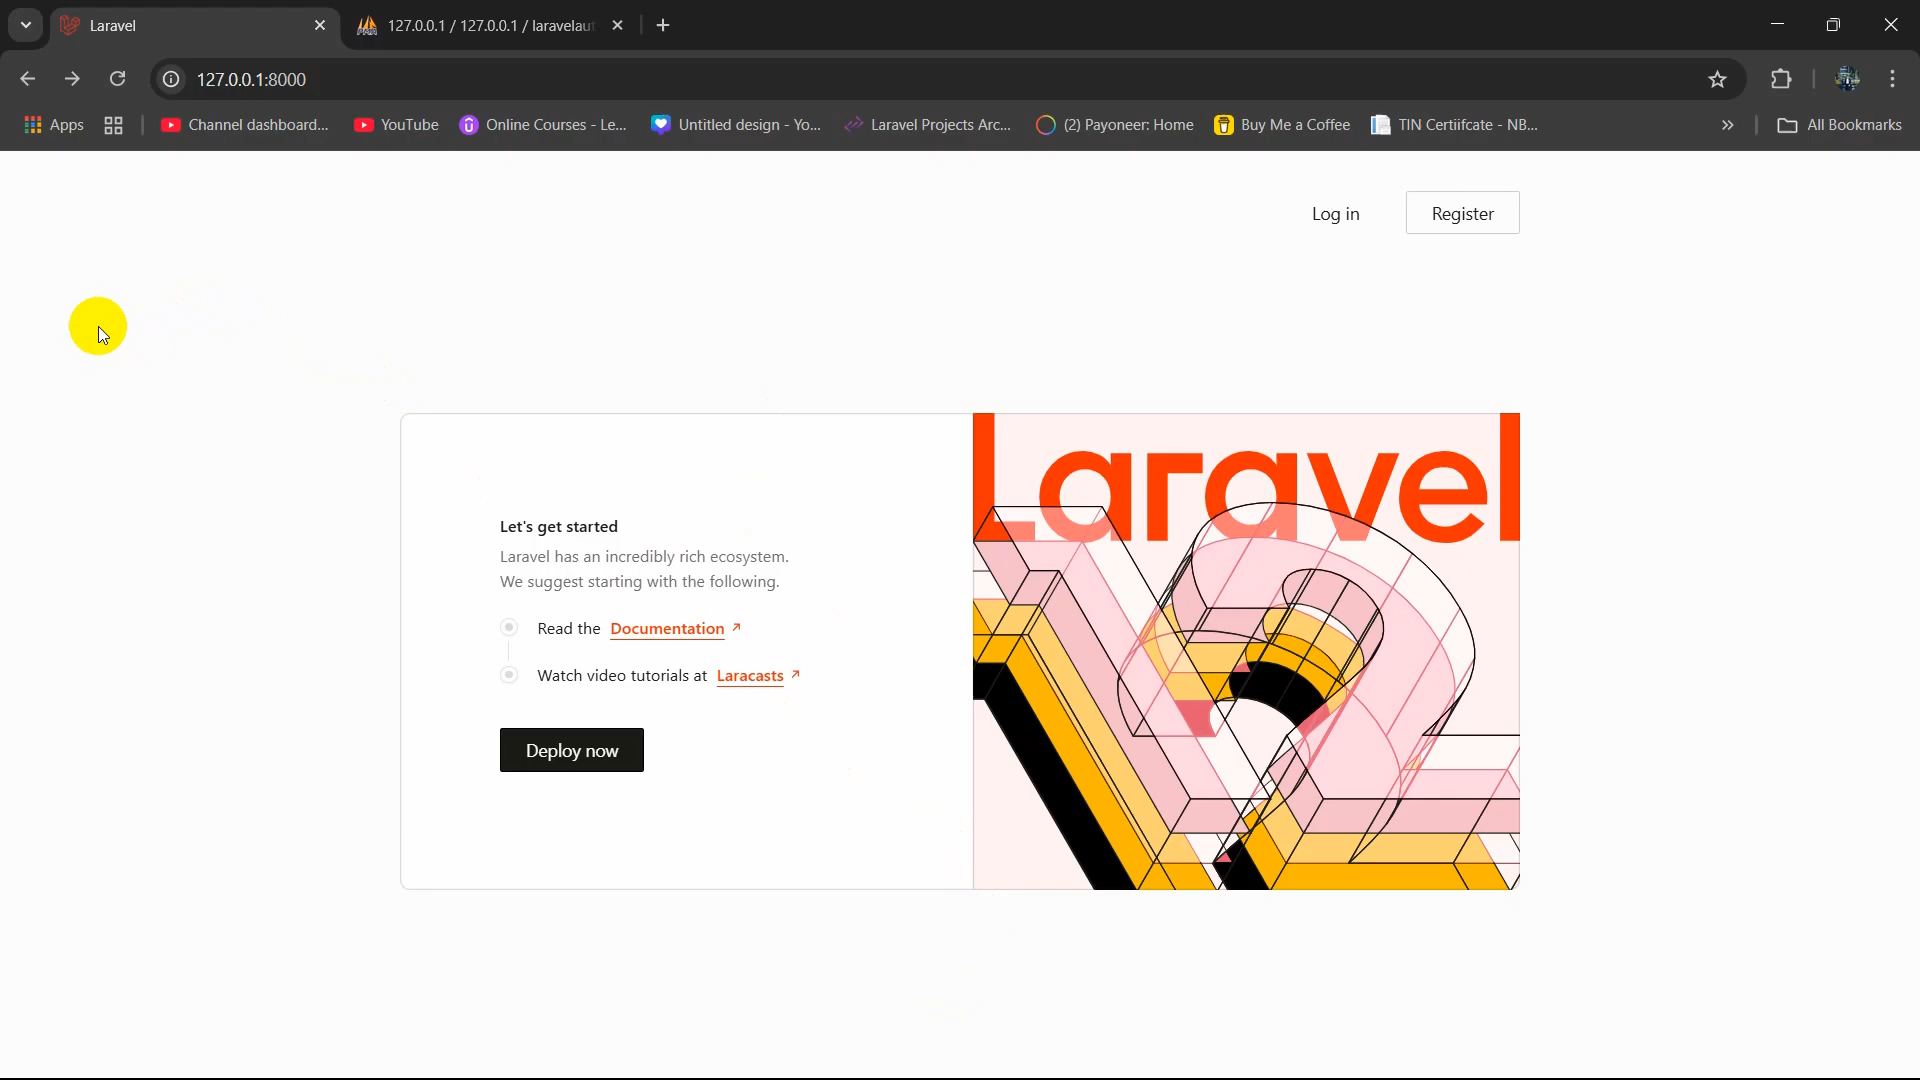 Laravel
127.0.0.1 / 127.0.0.1 / laravelaut
127.0.0.1:8000
Apps
Channel dashboard...
YouTube
Online Courses - Le...
Untitled design - Yo...
Laravel Projects Arc...
(2) Payoneer: Home
Buy Me a Coffee
TIN Certiifcate - NB...
All Bookmarks
Log in
Register
Let's get started
Laravel has an incredibly rich ecosystem.
We suggest starting with the following.
Read the Documentation
Watch video tutorials at Laracasts
Deploy now
Laravel